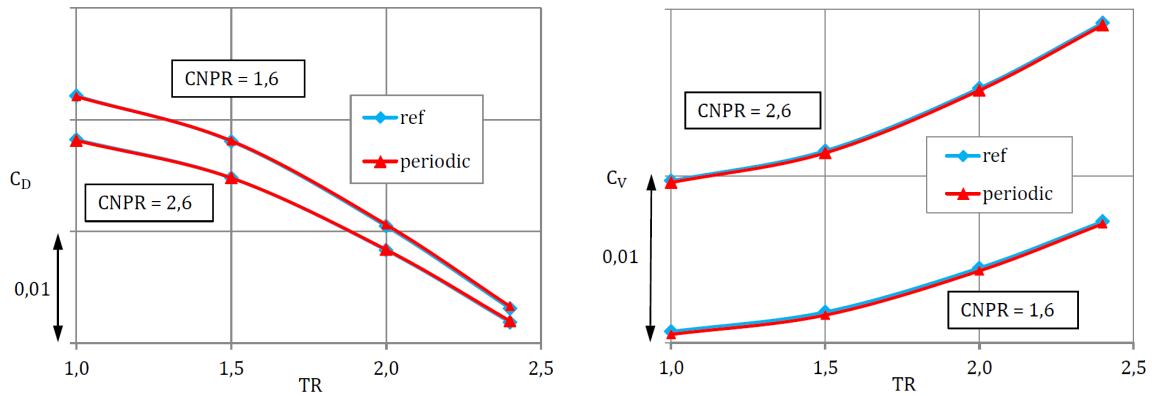 CNPR = 1,6
ref
periodic
C_D
CNPR = 2,6
0,01
1,0 1,5 2,0 2,5
TR
CNPR = 2,6
ref
periodic
C_V
0,01
CNPR = 1,6
1,0 1,5 2,0 2,5
TR